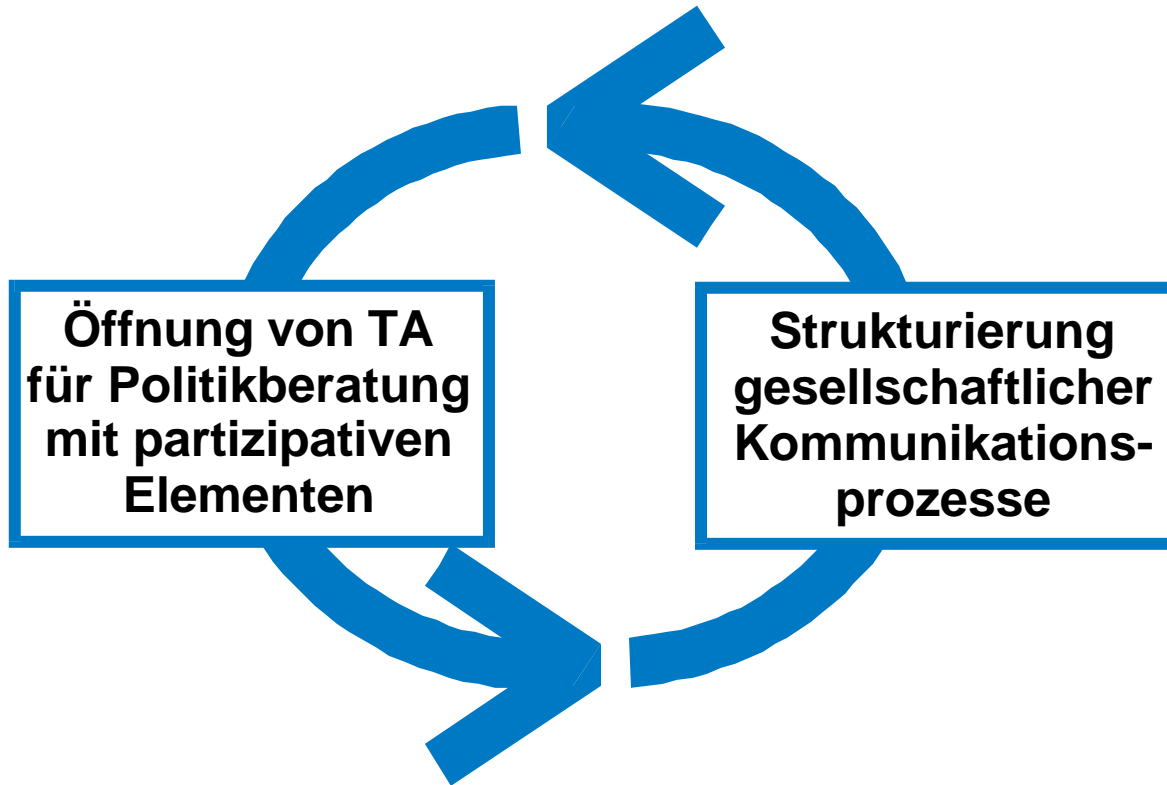 Öffnung von TA
für Politikberatung
mit partizipativen
Elementen
Strukturierung
gesellschaftlicher
Kommunikations-
prozesse